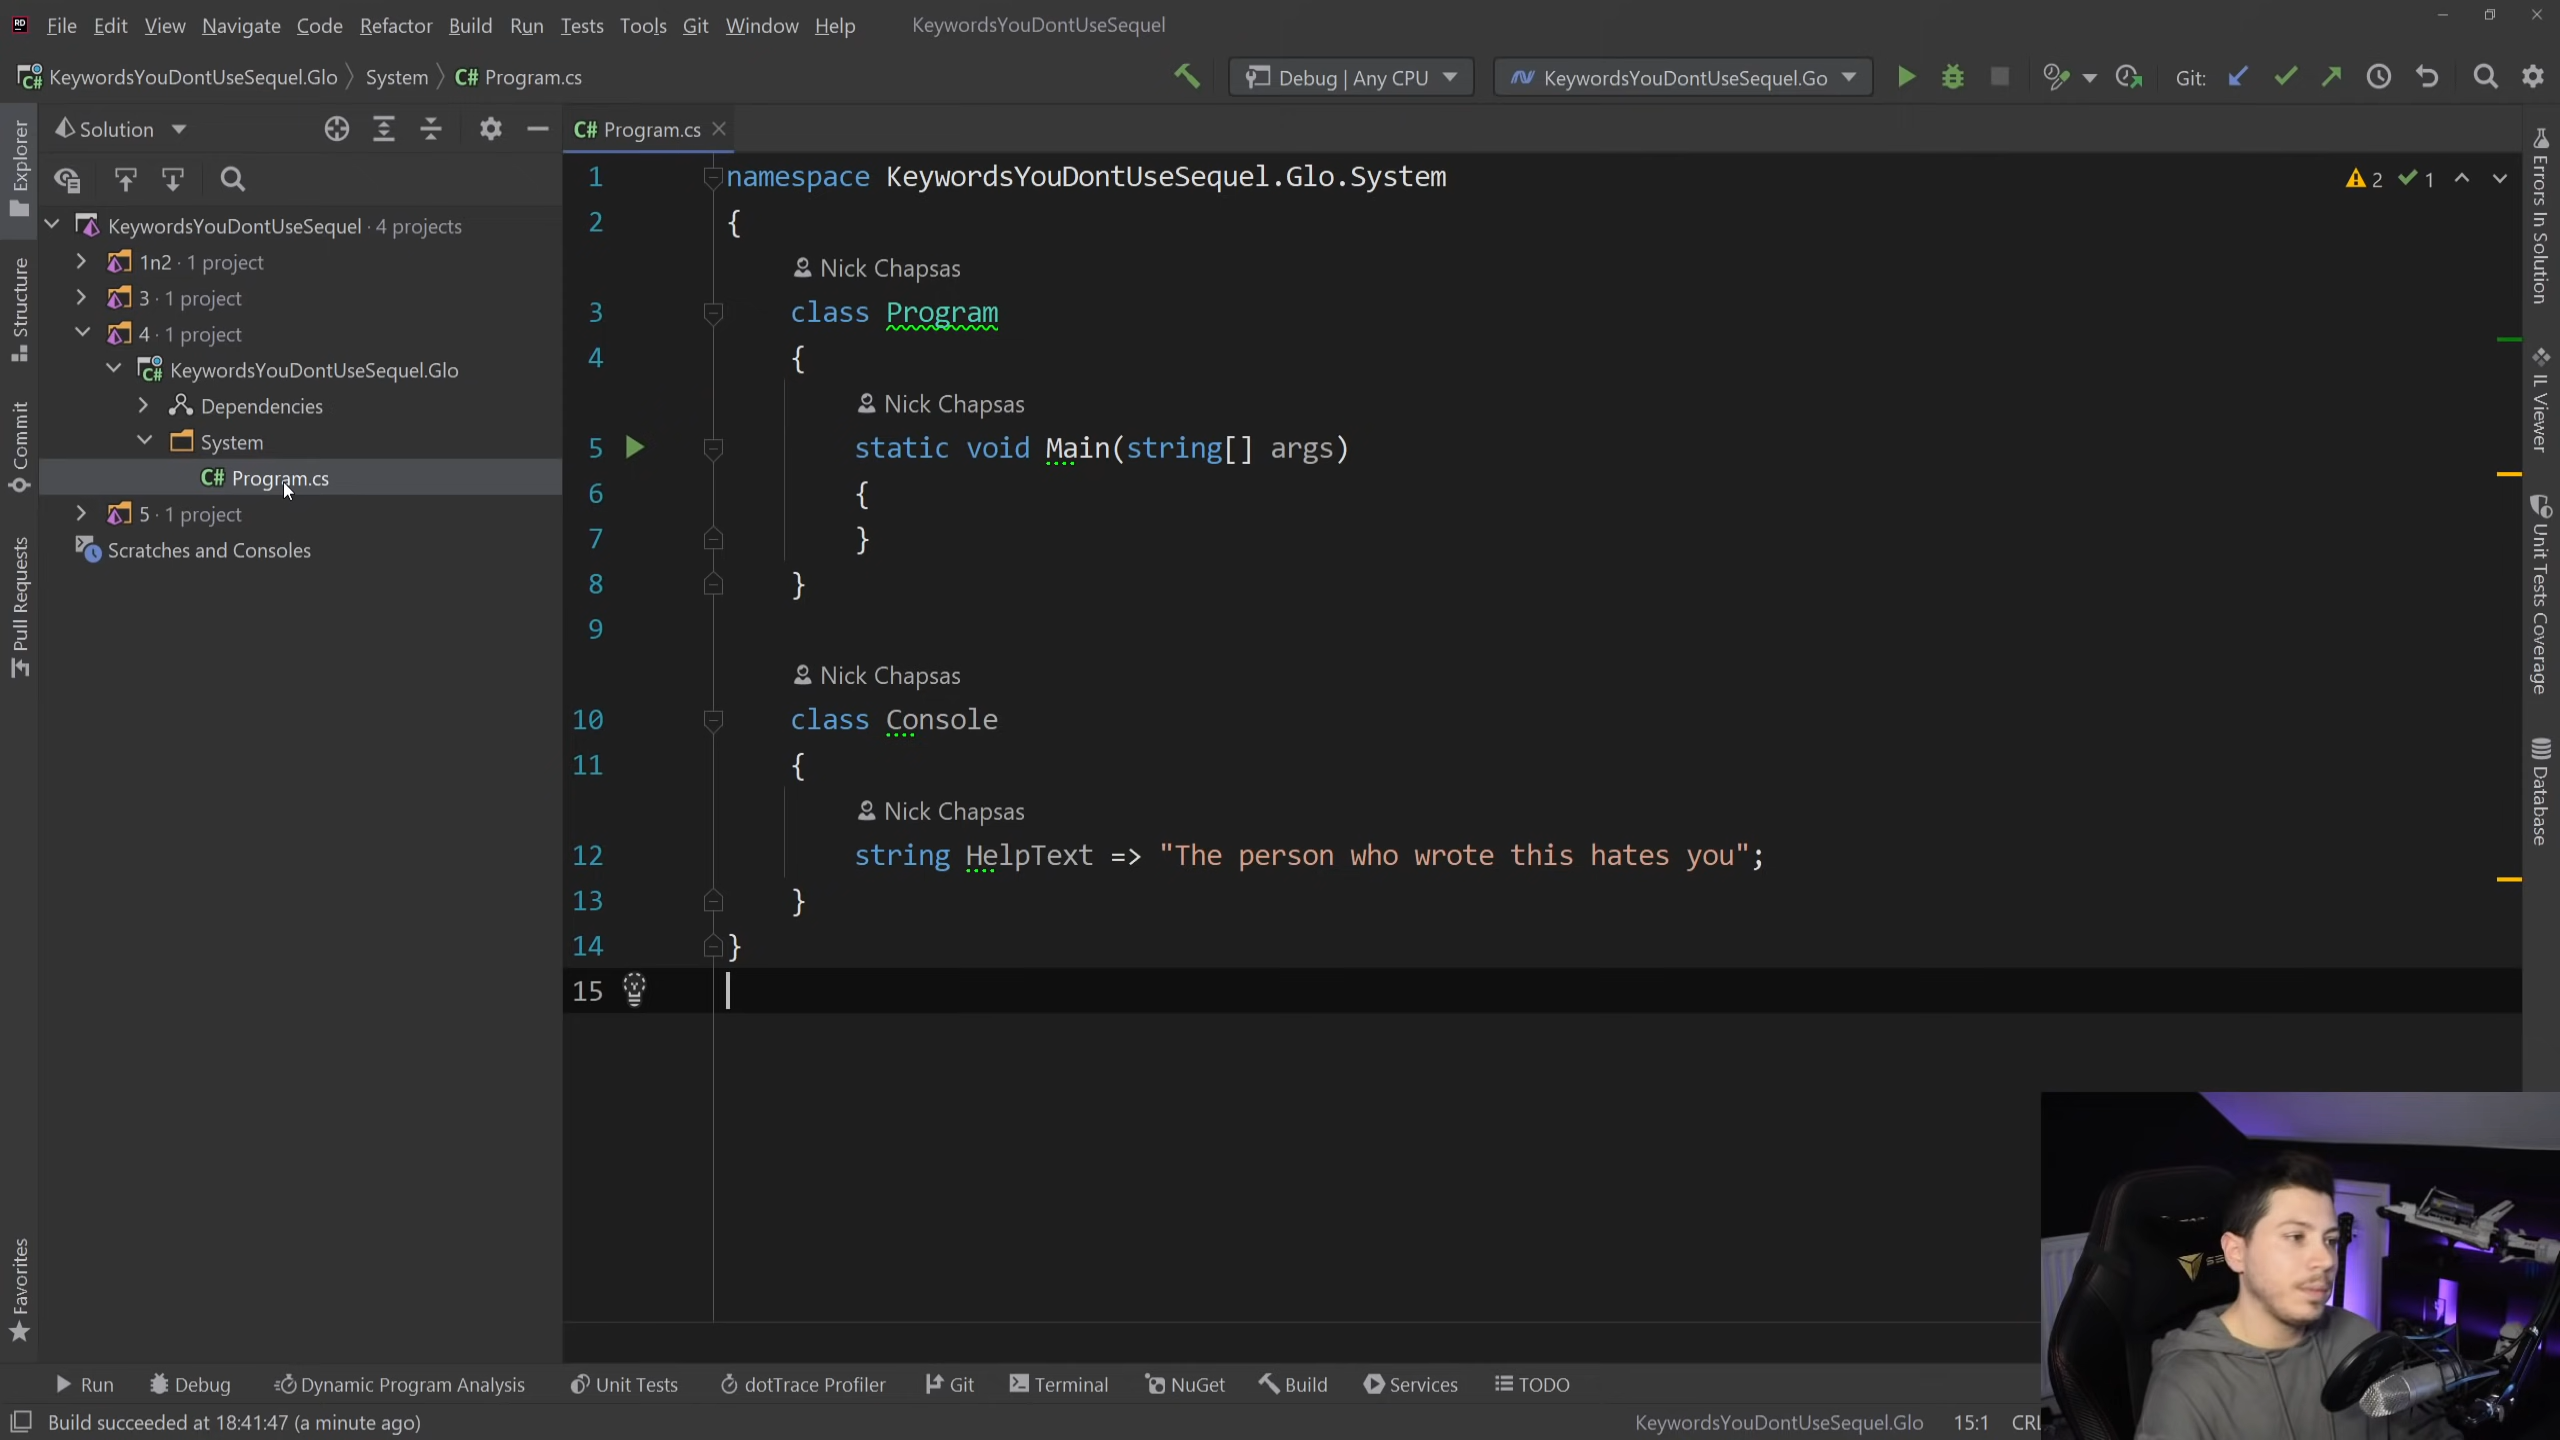 RD File Edit View Navigate Code Refactor Build Run Tests Tools Git Window Help KeywordsYouDontUseSequel
C# KeywordsYouDontUseSequel.Glo System C# Program.cs Debug | Any CPU KeywordsYouDontUseSequel.Go Git:
Explorer
Structure
Commit
Pull Requests
Favorites
Solution
KeywordsYouDontUseSequel · 4 projects
1n2 · 1 project
3 · 1 project
4 · 1 project
C# KeywordsYouDontUseSequel.Glo
Dependencies
System
C# Program.cs
5 · 1 project
Scratches and Consoles
C# Program.cs
1 namespace KeywordsYouDontUseSequel.Glo.System
2 {
Nick Chapsas
3 class Program
4 {
Nick Chapsas
5 static void Main(string[] args)
6 {
7 }
8 }
9
Nick Chapsas
10 class Console
11 {
Nick Chapsas
12 string HelpText => "The person who wrote this hates you";
13 }
14 }
15
2 1
Errors In Solution
IL Viewer
Unit Tests Coverage
Database
Run Debug Dynamic Program Analysis Unit Tests dotTrace Profiler Git Terminal NuGet Build Services TODO
Build succeeded at 18:41:47 (a minute ago) KeywordsYouDontUseSequel.Glo 15:1